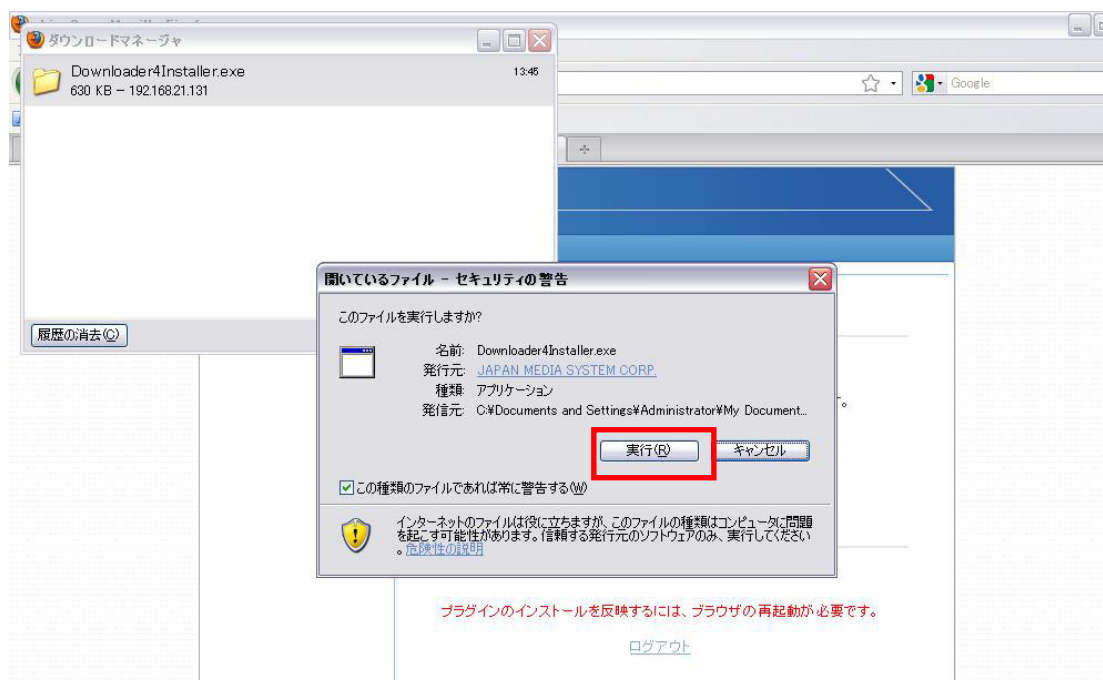 ダウンロードマネージャ
Downloader4Installer.exe
13:45
630 KB – 192.168.21.131
Google
履歴の消去(C)
開いているファイル - セキュリティの警告
このファイルを実行しますか?
名前: Downloader4Installer.exe
発行元: JAPAN MEDIA SYSTEM CORP.
種類: アプリケーション
発信元: C:¥Documents and Settings¥Administrator¥My Document...
実行(R)
キャンセル
この種類のファイルであれば常に警告する(W)
インターネットのファイルは役に立ちますが、このファイルの種類はコンピュータに問題
を起こす可能性があります。信頼する発行元のソフトウェアのみ、実行してください
。危険性の説明
。
プラグインのインストールを反映するには、ブラウザの再起動が必要です。
ログアウト